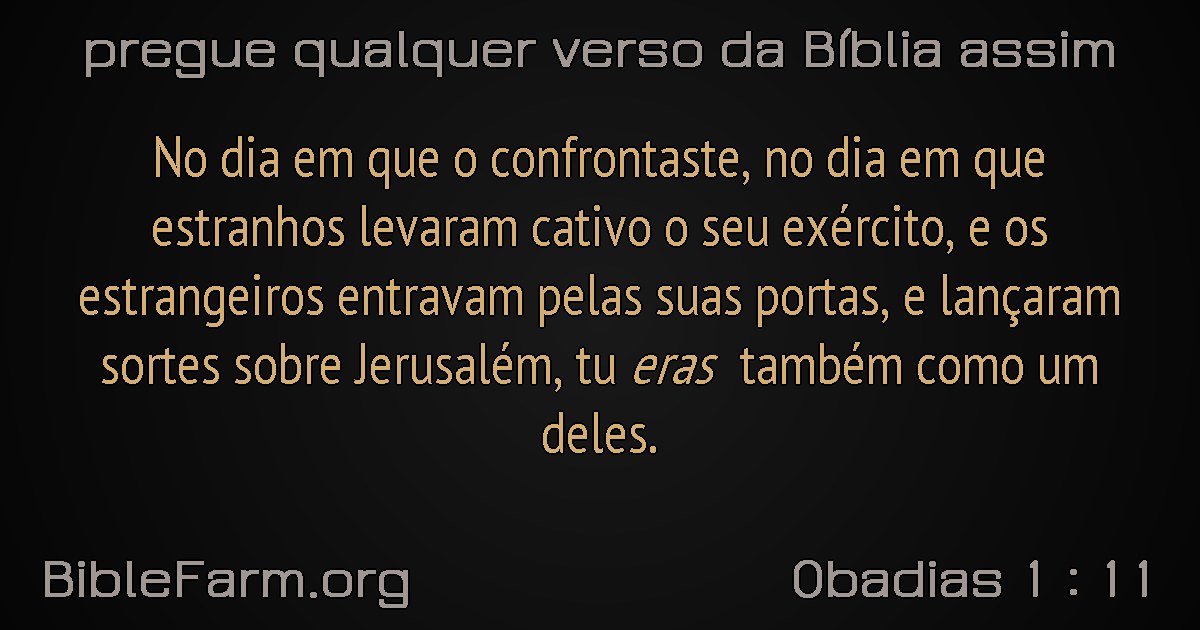 pregue qualquer verso da Bíblia assim
No dia em que o confrontaste, no dia em que
estranhos levaram cativo o seu exército, e os
estrangeiros entravam pelas suas portas, e lançaram
sortes sobre Jerusalém, tu eras também como um
deles.
BibleFarm.org
Obadias 1 : 11